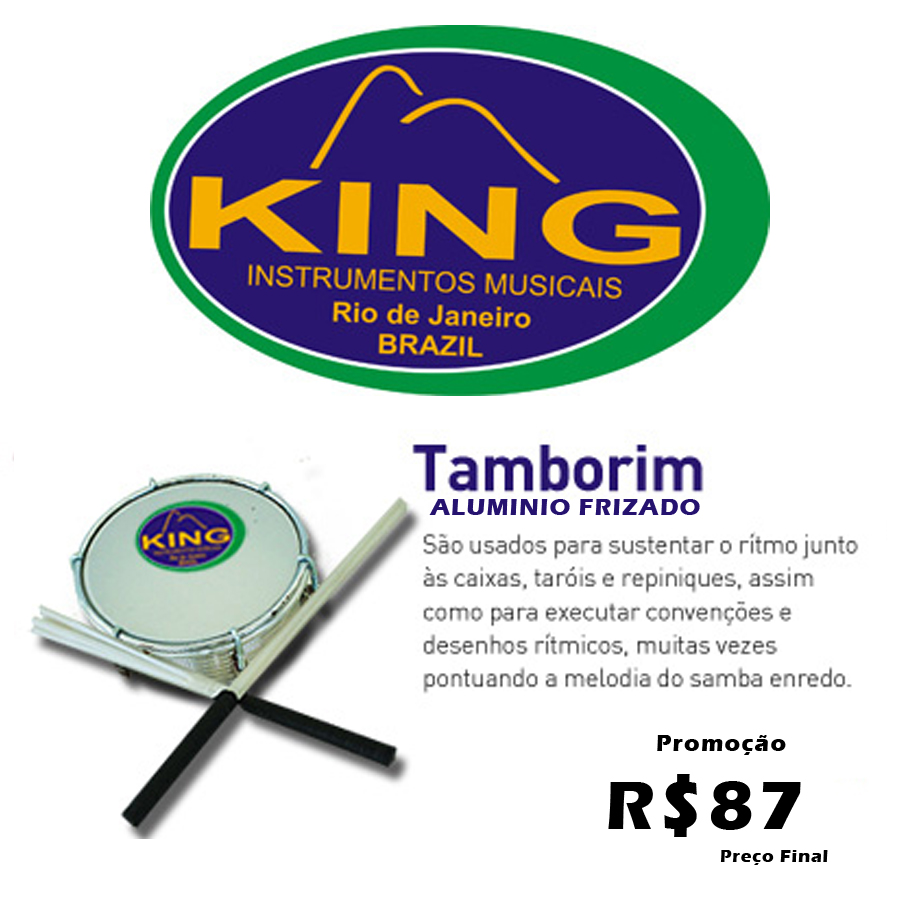 KING
INSTRUMENTOS MUSICAIS
Rio de Janeiro
BRAZIL
Tamborim
ALUMINIO FRIZADO
São usados para sustentar o rítmo junto
às caixas, taróis e repiniques, assim
como para executar convenções e
desenhos rítmicos, muitas vezes
pontuando a melodia do samba enredo.
KING
Promoção
R$87
Preço Final